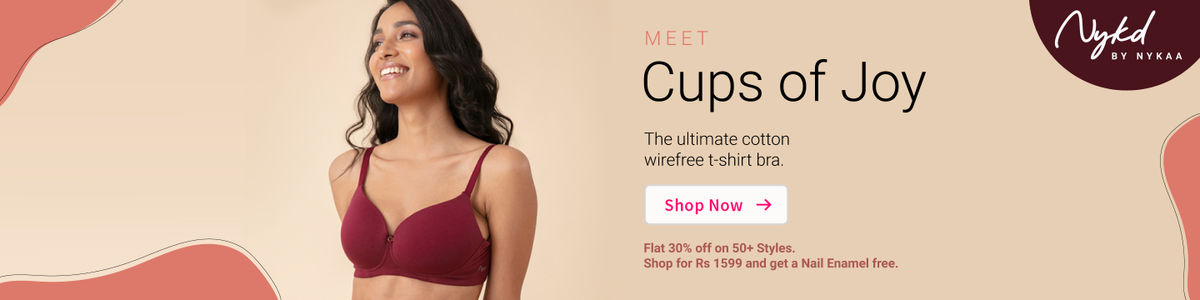 MEET
Cups of Joy
The ultimate cotton
wirefree t-shirt bra.
Shop Now
Flat 30% off on 50+ Styles.
Shop for Rs 1599 and get a Nail Enamel free.
Nykd
BY NYKAA